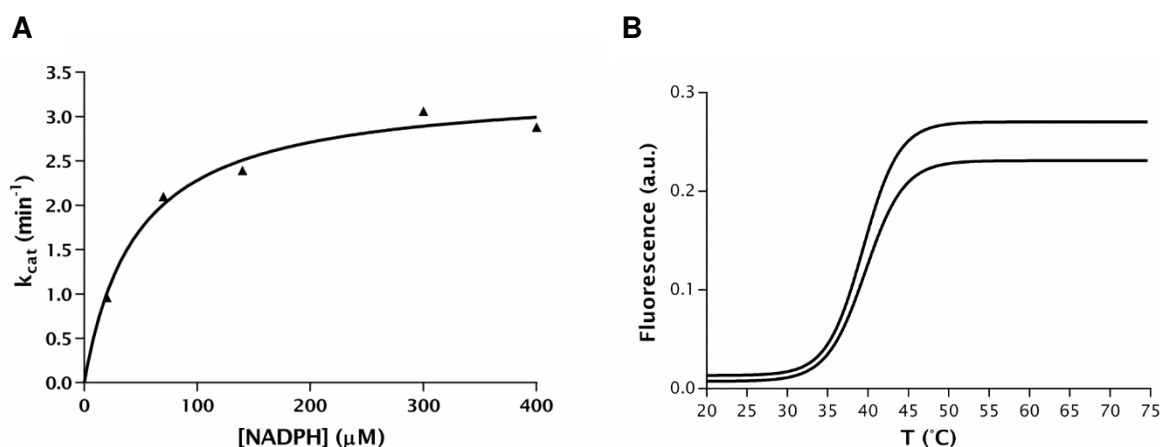 A
3.5
3.0
2.5
2.0
1.5
1.0
0.5
0.0
0 100 200 300 400
k_cat (min⁻¹)
[NADPH] (μM)
B
0.3
0.2
0.1
0.0
20 25 30 35 40 45 50 55 60 65 70 75
Fluorescence (a.u.)
T (°C)